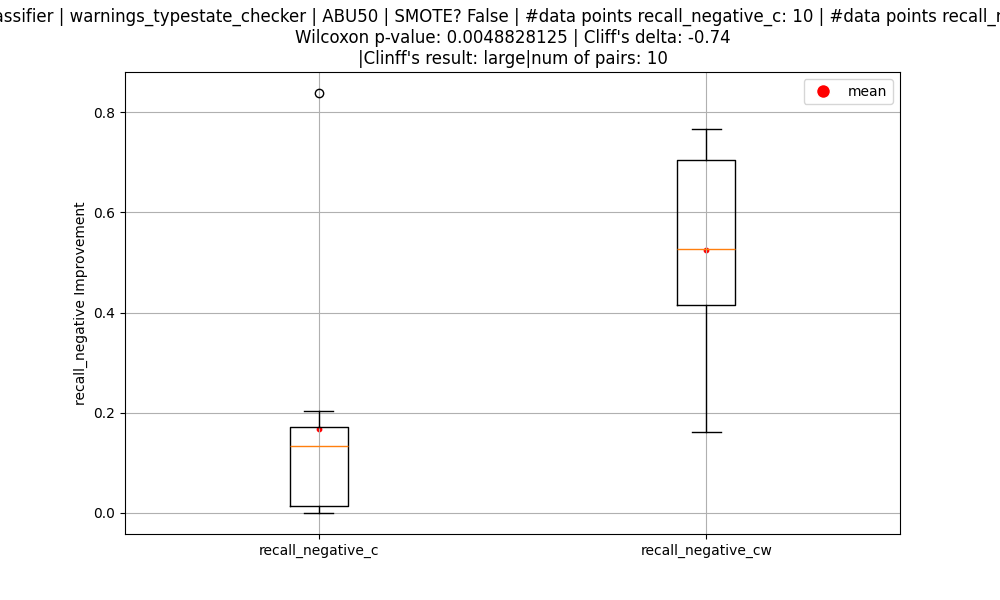 assifier | warnings_typestate_checker | ABU50 | SMOTE? False | #data points recall_negative_c: 10 | #data points recall_n
Wilcoxon p-value: 0.0048828125 | Cliff's delta: -0.74
|Clinff's result: large|num of pairs: 10
mean
0.8
0.6
0.4
0.2
0.0
recall_negative Improvement
recall_negative_c
recall_negative_cw